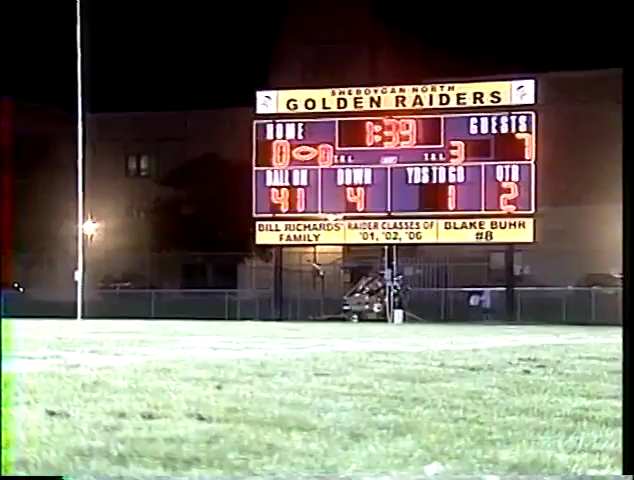 SHEBOYGAN NORTH
GOLDEN RAIDERS
HOME 1:39 GUESTS
0 0 T.O.L. T.O.L. 3 7
BALL ON DOWN YDS TO GO QTR
41 4 1 2
BILL RICHARDS' FAMILY
RAIDER CLASSES OF '01, '02, '06
BLAKE BUHR #8